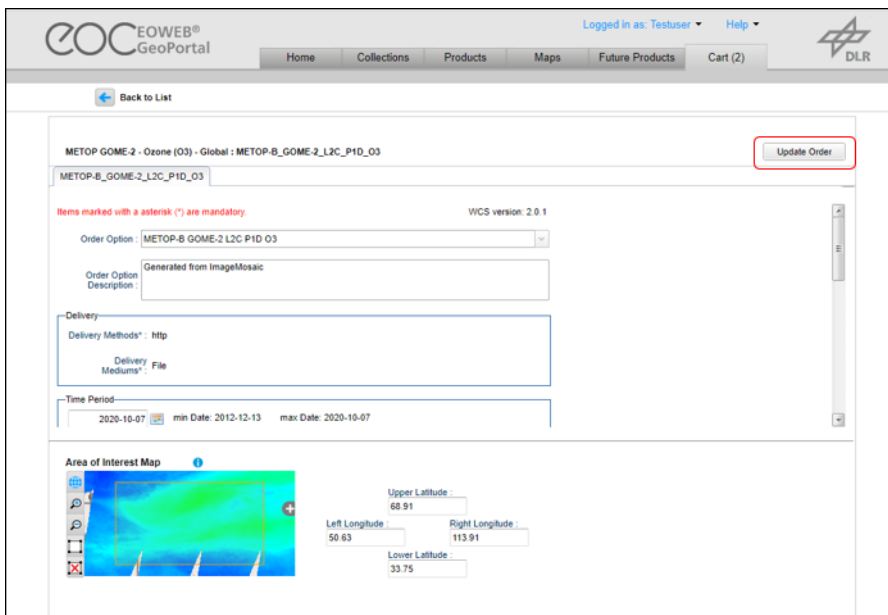 Logged in as: Testuser Help
EOC EOWEB® GeoPortal
DLR
Home Collections Products Maps Future Products Cart (2)
Back to List
METOP GOME-2 - Ozone (O3) - Global : METOP-B_GOME-2_L2C_P1D_O3
Update Order
METOP-B_GOME-2_L2C_P1D_O3
Items marked with a asterisk (*) are mandatory. WCS version: 2.0.1
Order Option : METOP-B GOME-2 L2C P1D O3
Order Option Description :
Generated from ImageMosaic
Delivery
Delivery Methods* : http
Delivery Mediums* : File
Time Period
2020-10-07 min Date: 2012-12-13 max Date: 2020-10-07
Area of Interest Map
Upper Latitude :
68.91
Left Longitude : Right Longitude :
50.63 113.91
Lower Latitude :
33.75